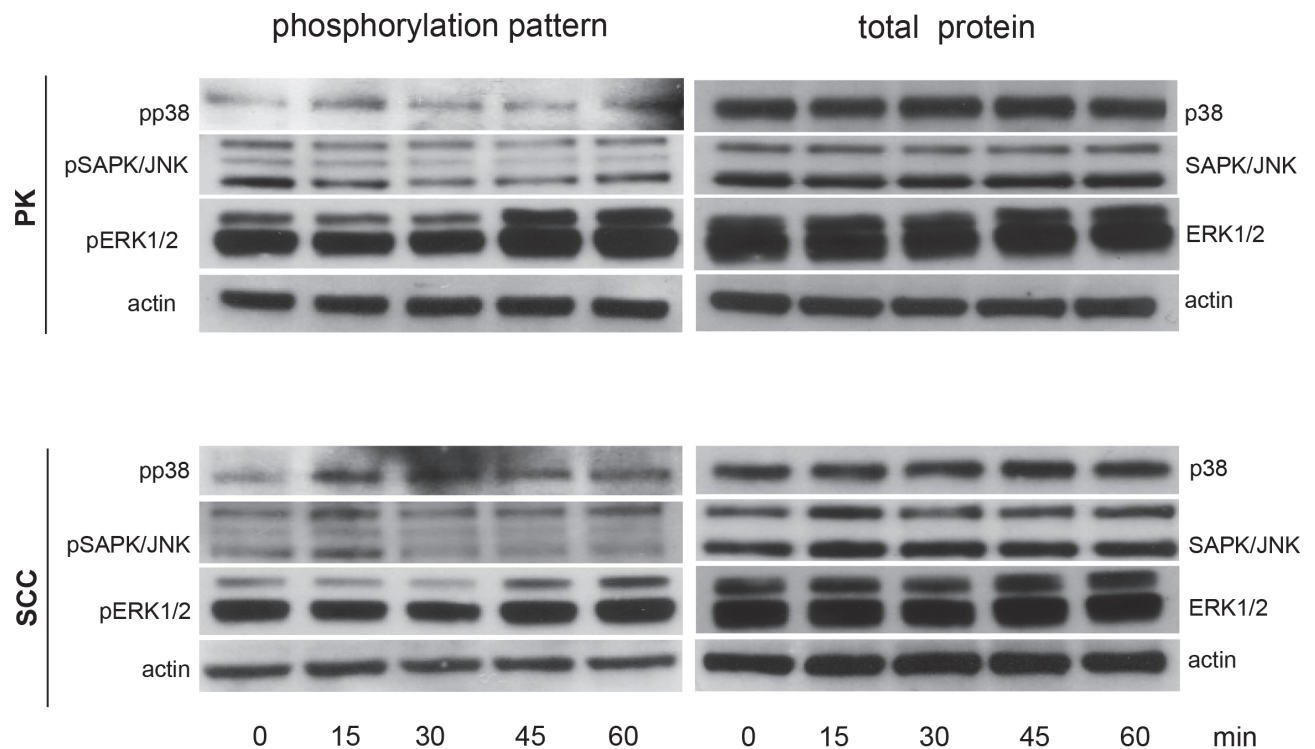 phosphorylation pattern total protein
PK
pp38 p38
pSAPK/JNK SAPK/JNK
pERK1/2 ERK1/2
actin actin
SCC
pp38 p38
pSAPK/JNK SAPK/JNK
pERK1/2 ERK1/2
actin actin
0 15 30 45 60 0 15 30 45 60 min